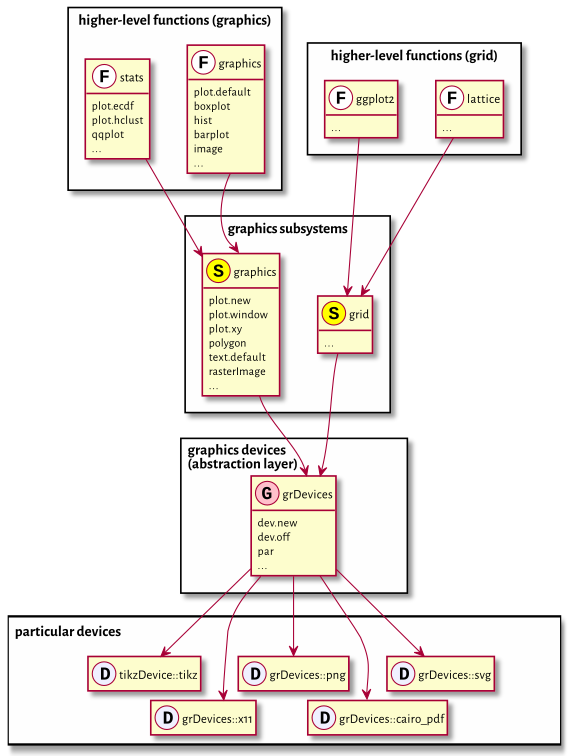 higher-level functions (graphics)
F stats
plot.ecdf
plot.hclust
qqplot
...
F graphics
plot.default
boxplot
hist
barplot
image
...
higher-level functions (grid)
F ggplot2
...
F lattice
...
graphics subsystems
S graphics
plot.new
plot.window
plot.xy
polygon
text.default
rasterImage
...
S grid
...
graphics devices
(abstraction layer)
G grDevices
dev.new
dev.off
par
...
particular devices
D tikzDevice::tikz
D grDevices::png
D grDevices::svg
D grDevices::x11
D grDevices::cairo_pdf